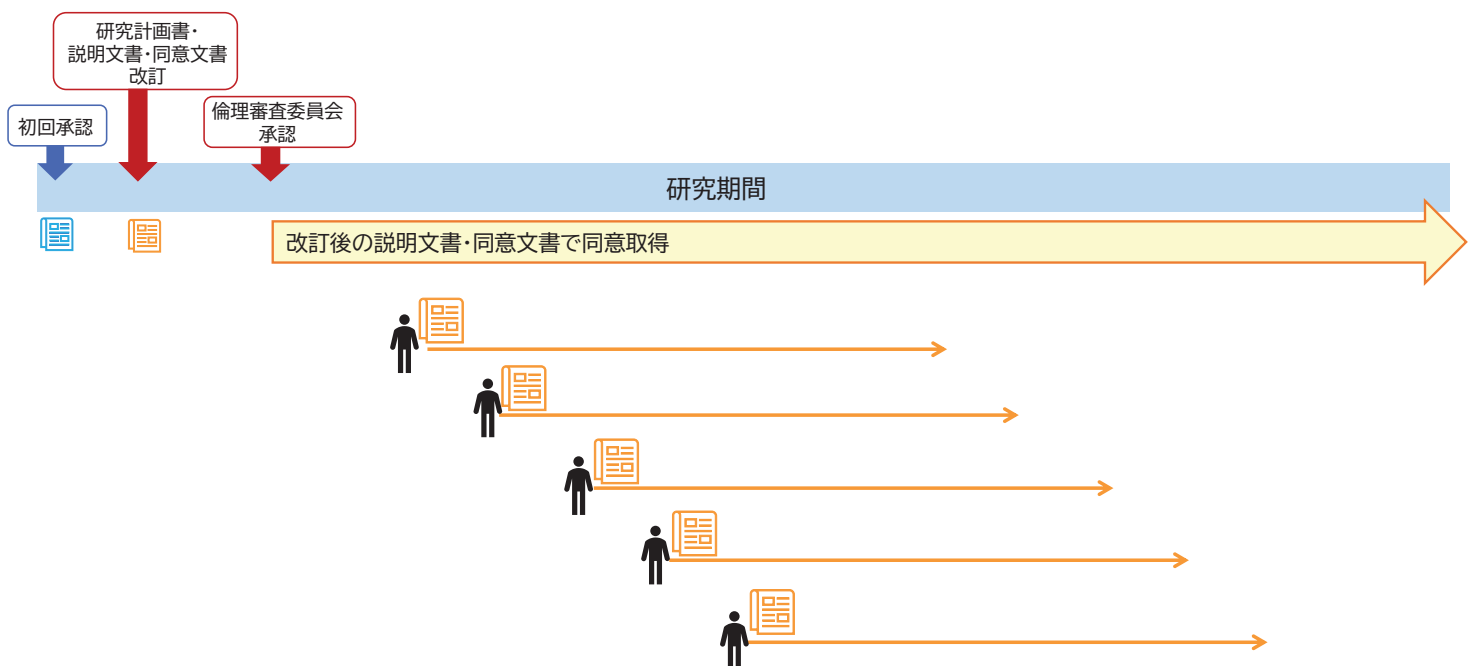 研究計画書・
説明文書・同意文書
改訂
初回承認
倫理審査委員会
承認
研究期間
改訂後の説明文書・同意文書で同意取得